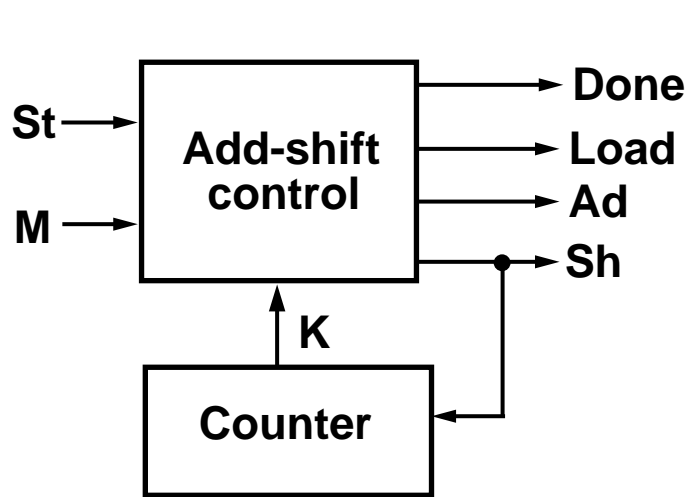 St
M
Add-shift
control
Done
Load
Ad
Sh
K
Counter